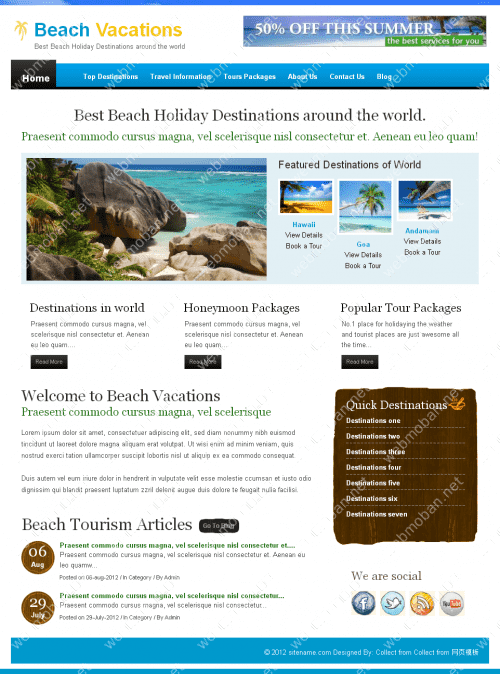 Beach Vacations
Best Beach Holiday Destinations around the world
50% OFF THIS SUMMER
the best services for you
Home
Top Destinations
Travel Information
Tours Packages
About Us
Contact Us
Blog
Best Beach Holiday Destinations around the world.
Praesent commodo cursus magna, vel scelerisque nisl consectetur et. Aenean eu leo quam!
Featured Destinations of World
Hawaii
View Details
Book a Tour
Goa
View Details
Book a Tour
Andamam
View Details
Book a Tour
Destinations in world
Praesent commodo cursus magna, vel
scelerisque nisl consectetur et. Aenean
eu leo quam...
Read More
Honeymoon Packages
Praesent commodo cursus magna, vel
scelerisque nisl consectetur et. Aenean
eu leo quam...
Read More
Popular Tour Packages
No.1 place for holidaying the weather
and tourist places are just awesome all
the time...
Read More
Welcome to Beach Vacations
Praesent commodo cursus magna, vel scelerisque
Lorem ipsum dolor sit amet, consectetuer adipiscing elit, sed diam nonummy nibh euismod
tincidunt ut laoreet dolore magna aliquam erat volutpat. Ut wisi enim ad minim veniam, quis
nostrud exerci tation ullamcorper suscipit lobortis nisl ut aliquip ex ea commodo consequat.
Duis autem vel eum iriure dolor in hendrerit in vulputate velit esse molestie ccumsan et iusto odio
dignissim qui blandit praesent luptatum zzril delenit augue duis dolore te feugait nulla facilisi.
Quick Destinations
Destinations one
Destinations two
Destinations three
Destinations four
Destinations five
Destinations six
Destinations seven
Beach Tourism Articles
Go To Blog
06
Aug
Praesent commodo cursus magna, vel scelerisque nisl consectetur et....
Praesent commodo cursus magna, vel scelerisque nisl consectetur et. Aenean eu
leo quamw...
Posted on 06-aug-2012 / In Category / By Admin
29
July
Praesent commodo cursus magna, vel scelerisque nisl consectetur et.
Praesent commodo cursus magna, vel scelerisque nisl consectetur...
Posted on 29-July-2012 / In Category / By Admin
We are social
You Tube
© 2012 sitename.com Designed By: Collect from Collect from 网页模板
webmoban.net